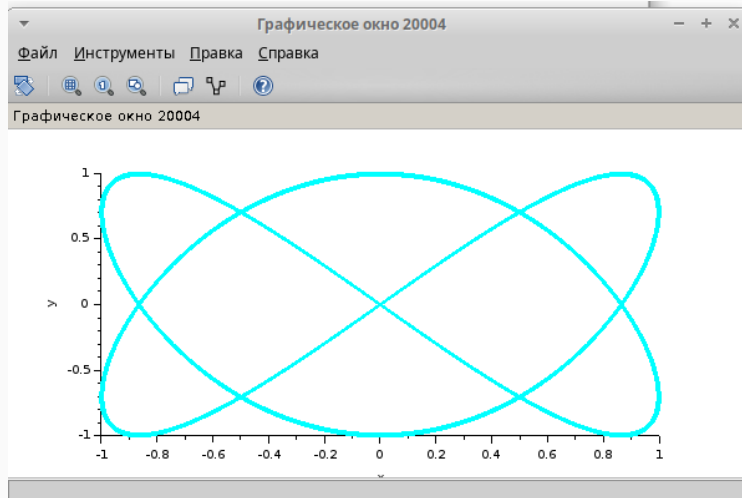 Графическое окно 20004
Файл Инструменты Правка Справка
Графическое окно 20004
1
0.5
y
0
-0.5
-1
-1 -0.8 -0.6 -0.4 -0.2 0 0.2 0.4 0.6 0.8 1